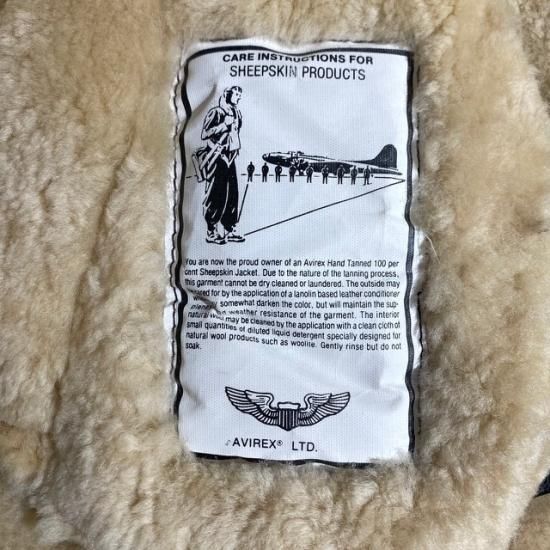 CARE INSTRUCTIONS FOR
SHEEPSKIN PRODUCTS
You are now the proud owner of an Avirex Hand Tanned 100 per
cent Sheepskin Jacket. Due to the nature of the tanning process,
this garment cannot be dry cleaned or laundered. The outside may
cared for by the application of a lanolin based leather conditioner
somewhat darken the color, but will maintain the sup-
weather resistance of the garment. The interior
natural wool may be cleaned by the application with a clean cloth of
small quantities of diluted liquid detergent specially designed for
natural wool products such as woolite. Gently rinse but do not
soak.
AVIREX® LTD.